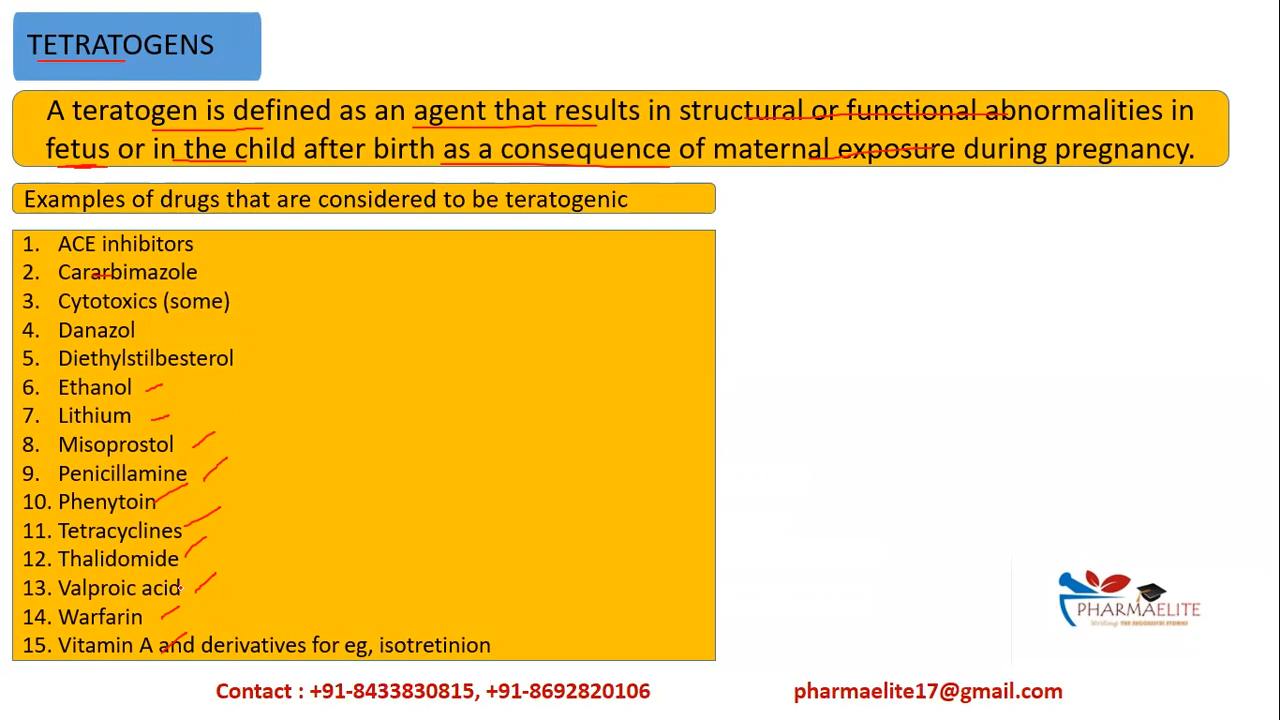 TETRATOGENS
A teratogen is defined as an agent that results in structural or functional abnormalities in
fetus or in the child after birth as a consequence of maternal exposure during pregnancy.
Examples of drugs that are considered to be teratogenic
1. ACE inhibitors
2. Cararbimazole
3. Cytotoxics (some)
4. Danazol
5. Diethylstilbesterol
6. Ethanol
7. Lithium
8. Misoprostol
9. Penicillamine
10. Phenytoin
11. Tetracyclines
12. Thalidomide
13. Valproic acid
14. Warfarin
15. Vitamin A and derivatives for eg, isotretinion
PHARMAELITE
Contact : +91-8433830815, +91-8692820106
pharmaelite17@gmail.com